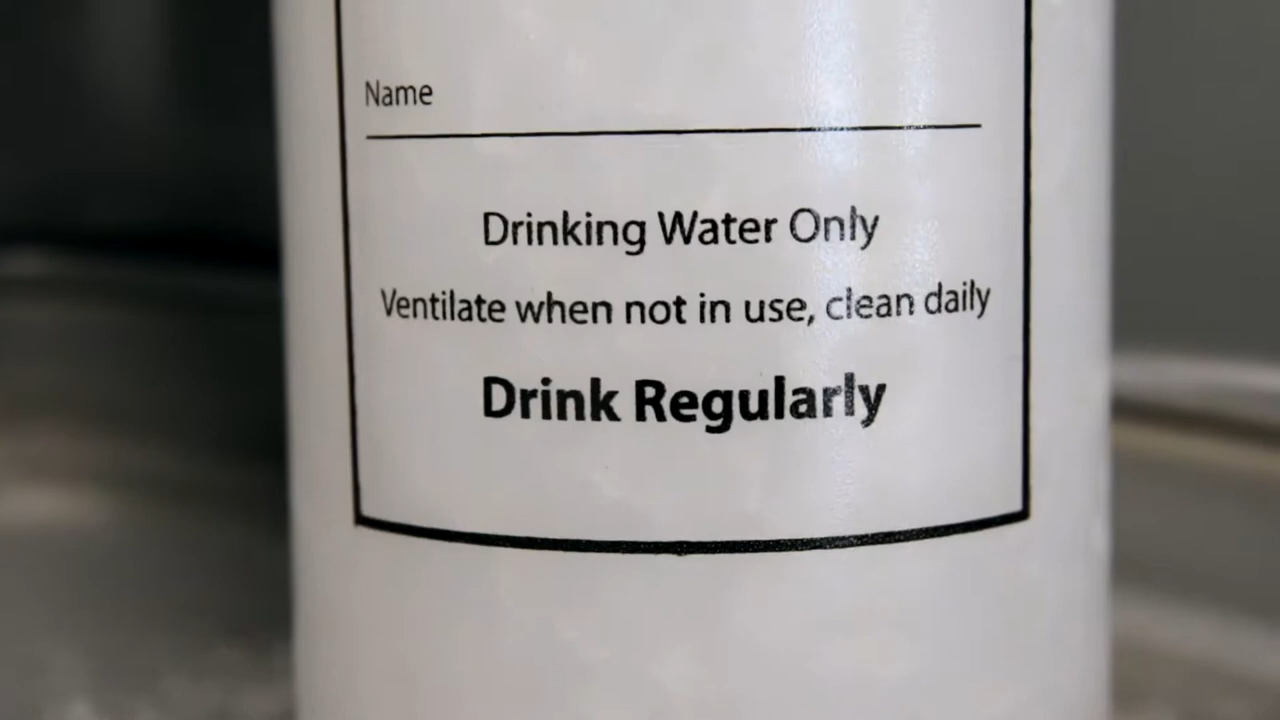 Name
Drinking Water Only
Ventilate when not in use, clean daily
Drink Regularly